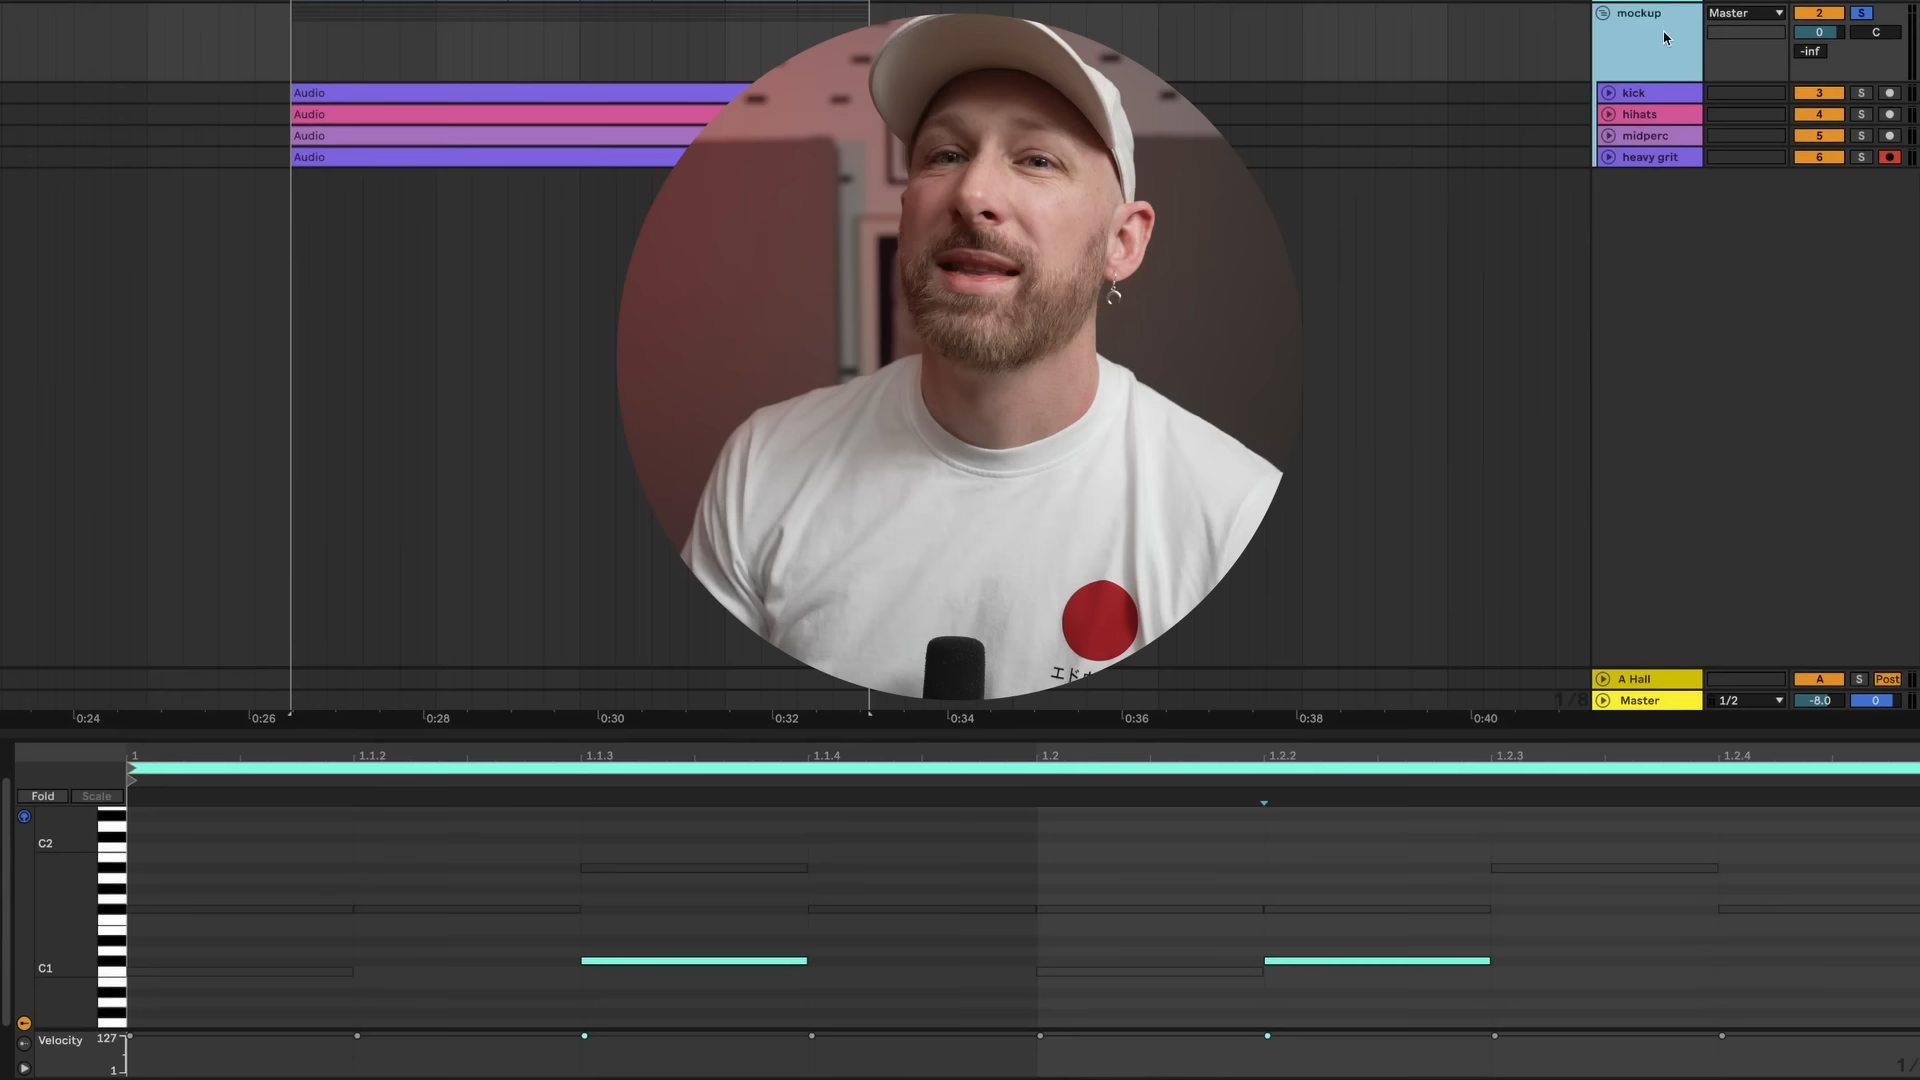 mockup Master 2 S
0 C
-inf
Audio kick 3 S
Audio hihats 4 S
Audio midperc 5 S
Audio heavy grit 6 S
A Hall A S Post
1/8 Master 1/2 -8.0 0
0:24 0:26 0:28 0:30 0:32 0:34 0:36 0:38 0:40
1 1.1.2 1.1.3 1.1.4 1.2 1.2.2 1.2.3 1.2.4
Fold Scale
C2
C1
Velocity 127
1